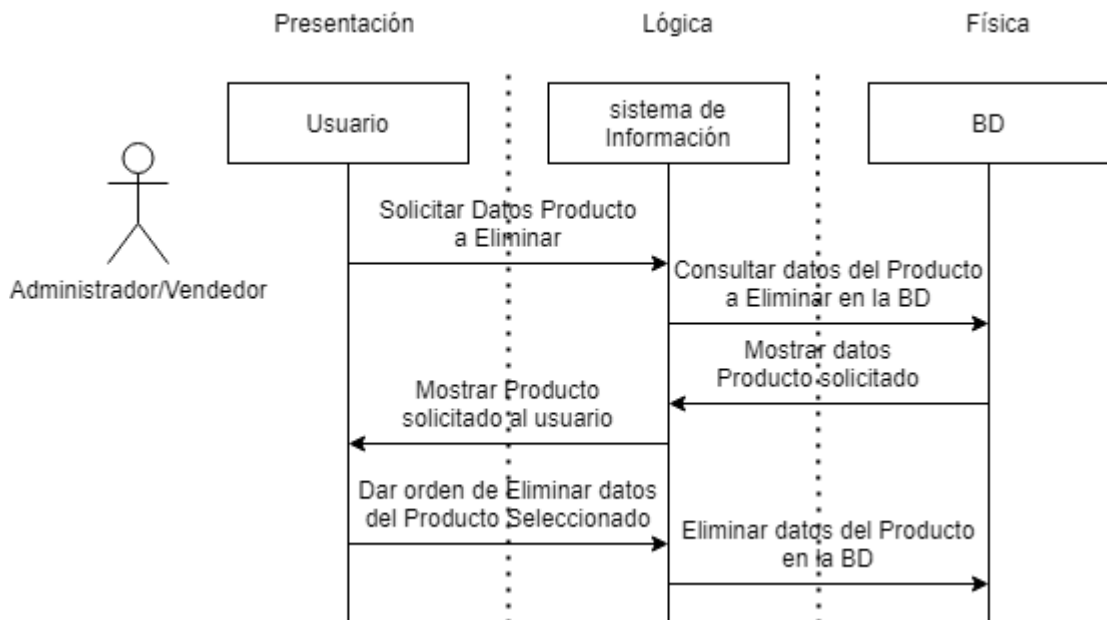 Presentación
Lógica
Física
Usuario
sistema de
Información
BD
Administrador/Vendedor
Solicitar Datos Producto
a Eliminar
Consultar datos del Producto
a Eliminar en la BD
Mostrar datos
Producto solicitado
Mostrar Producto
solicitado al usuario
Dar orden de Eliminar datos
del Producto Seleccionado
Eliminar datos del Producto
en la BD